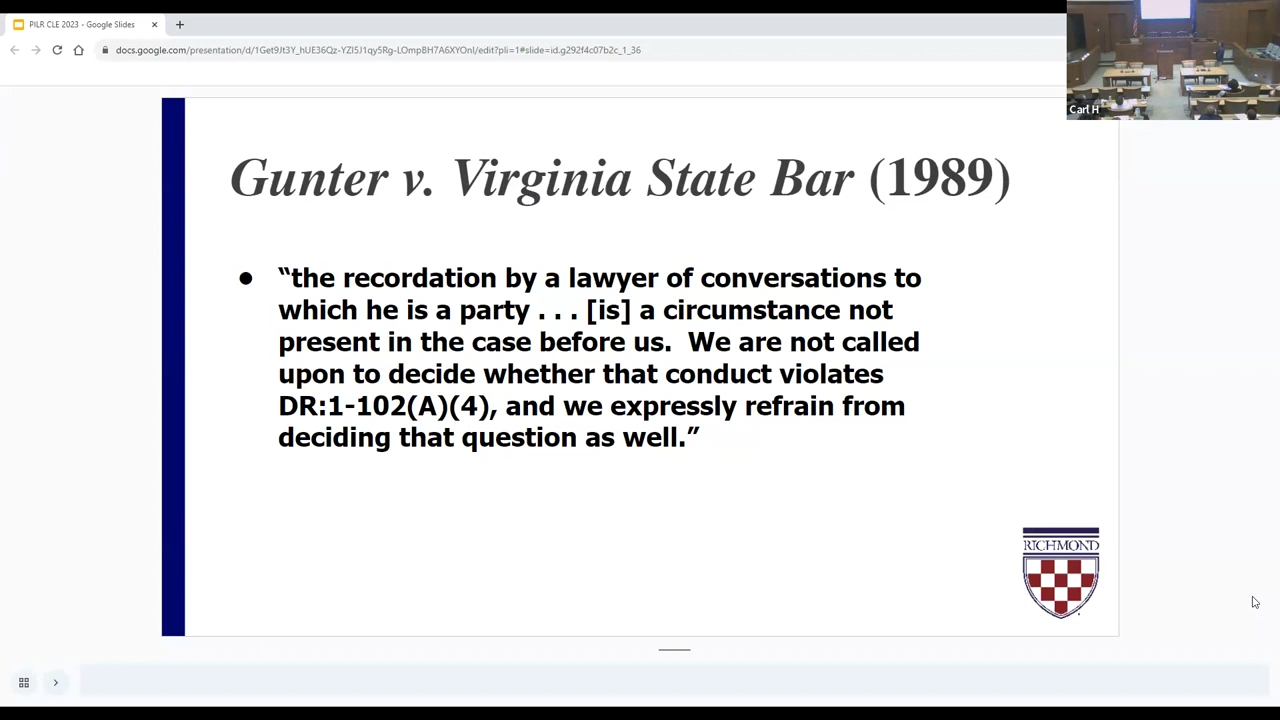 PILR CLE 2023 - Google Slides
docs.google.com/presentation/d/1Get9Jt3Y_hUE36Qz-YZl5J1qy5Rg-LOmpBH7A6XYOnI/edit?pli=1#slide=id.g292f4c07b2c_1_36
Carl H
Gunter v. Virginia State Bar (1989)
● “the recordation by a lawyer of conversations to
which he is a party . . . [is] a circumstance not
present in the case before us. We are not called
upon to decide whether that conduct violates
DR:1-102(A)(4), and we expressly refrain from
deciding that question as well.”
RICHMOND